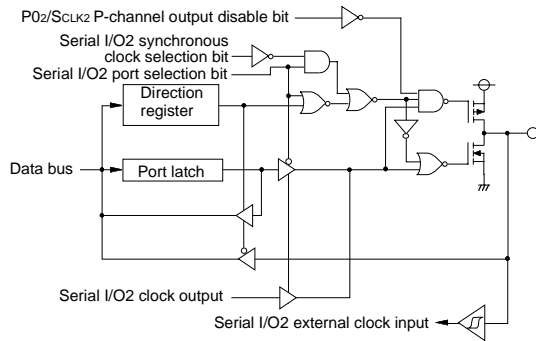 P02/SCLK2 P-channel output disable bit
Serial I/O2 synchronous
clock selection bit
Serial I/O2 port selection bit
Direction
register
Data bus
Port latch
Serial I/O2 clock output
Serial I/O2 external clock input